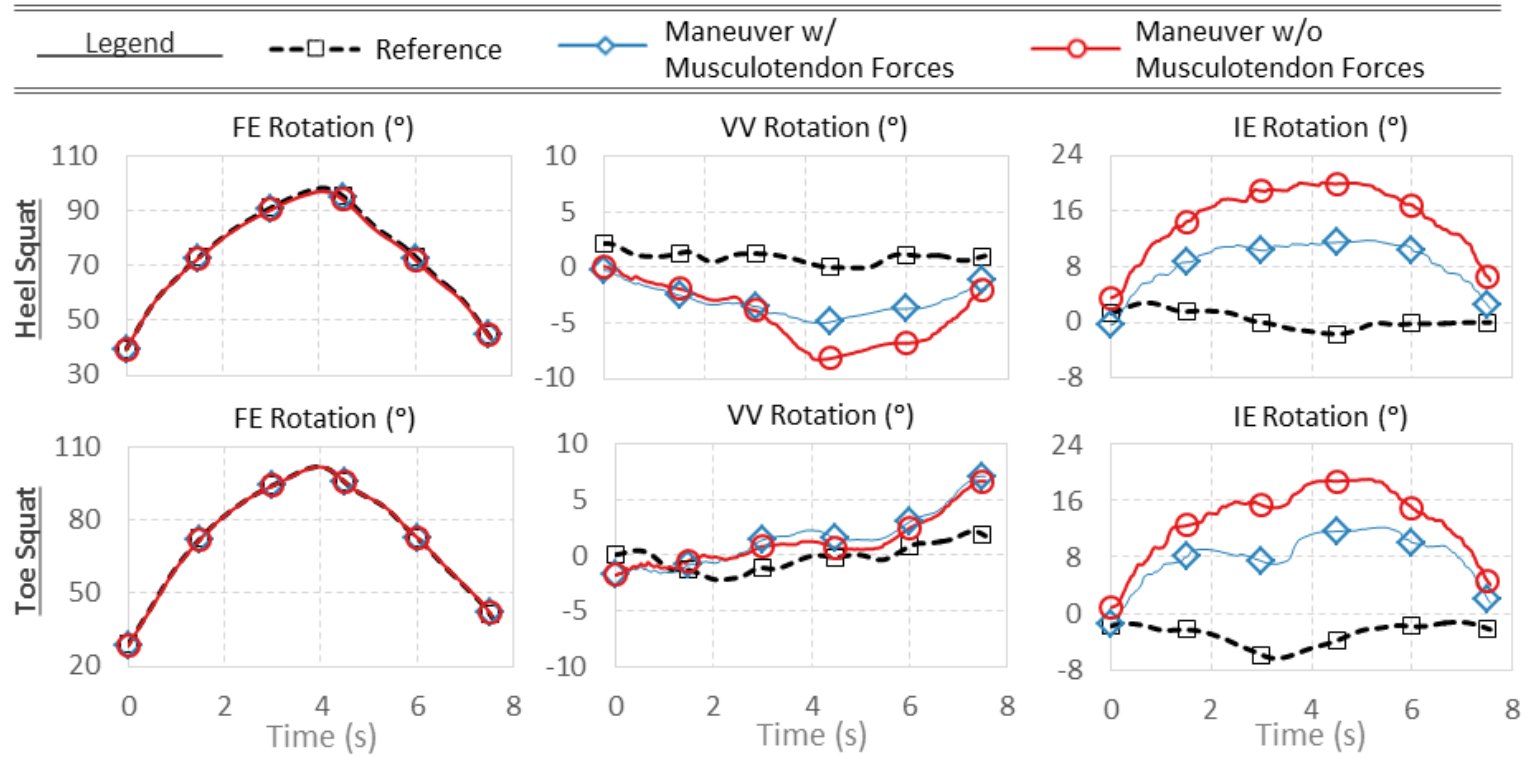 Legend
Reference
Maneuver w/
Musculotendon Forces
Maneuver w/o
Musculotendon Forces
Heel Squat
FE Rotation (°)
110
90
70
50
30
VV Rotation (°)
10
5
0
-5
-10
IE Rotation (°)
24
16
8
0
-8
Toe Squat
FE Rotation (°)
110
80
50
20
0 2 4 6 8
Time (s)
VV Rotation (°)
10
5
0
-5
-10
0 2 4 6 8
Time (s)
IE Rotation (°)
24
16
8
0
-8
0 2 4 6 8
Time (s)